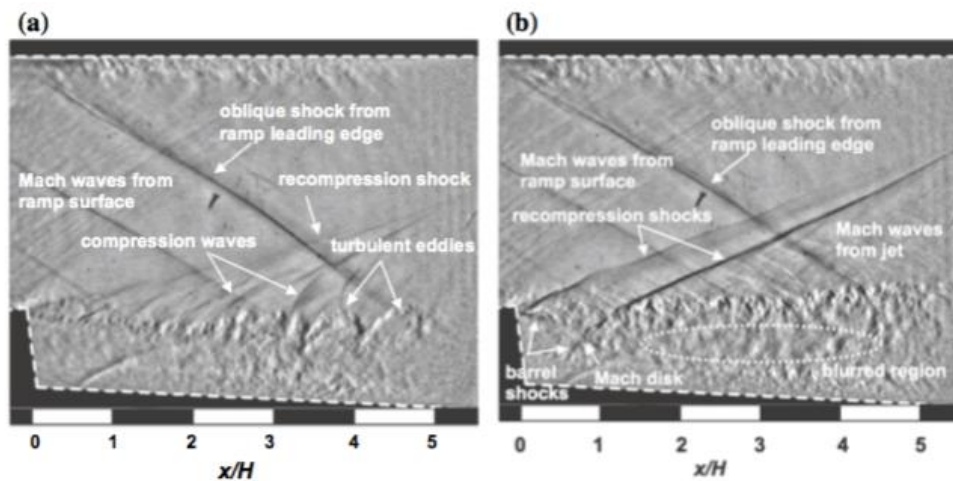 (a)
oblique shock from
ramp leading edge
Mach waves from
ramp surface
recompression shock
compression waves
turbulent eddies
0 1 2 3 4 5
x/H
(b)
oblique shock from
ramp leading edge
Mach waves from
ramp surface
recompression shocks
Mach waves
from jet
barrel
shocks
Mach disk
blurred region
0 1 2 3 4 5
x/H